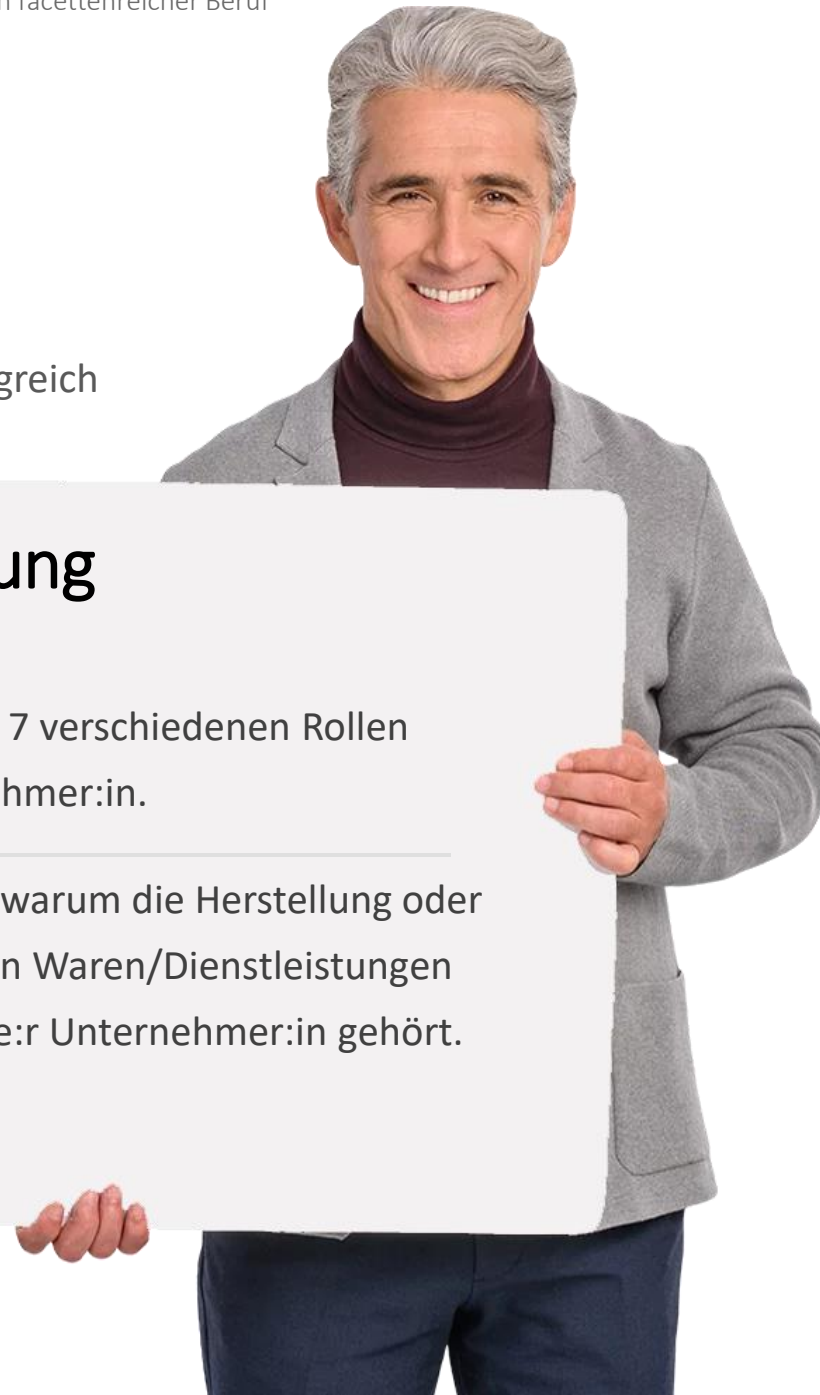 facettenreicher Beruf
greich
ung
7 verschiedenen Rollen
hmer:in.
warum die Herstellung oder
n Waren/Dienstleistungen
e:r Unternehmer:in gehört.